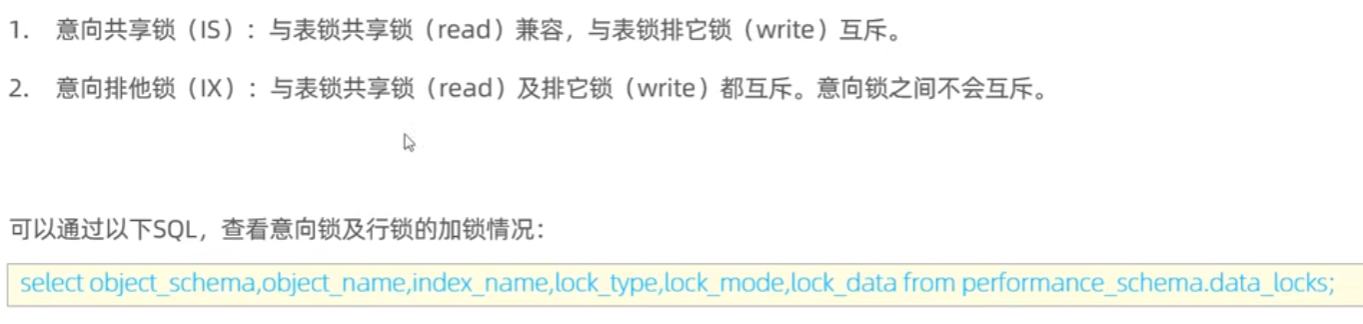 1. 意向共享锁（IS）：与表锁共享锁（read）兼容，与表锁排它锁（write）互斥。
2. 意向排他锁（IX）：与表锁共享锁（read）及排它锁（write）都互斥。意向锁之间不会互斥。
可以通过以下SQL，查看意向锁及行锁的加锁情况：
select object_schema,object_name,index_name,lock_type,lock_mode,lock_data from performance_schema.data_locks;